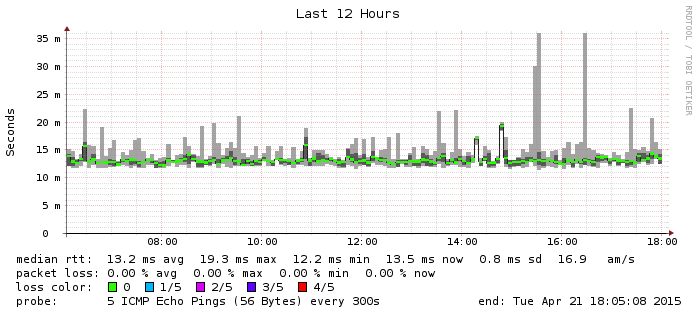 Last 12 Hours
RRDTOOL / TOBI OETIKER
Seconds
35 m
30 m
25 m
20 m
15 m
10 m
5 m
0
08:00 10:00 12:00 14:00 16:00 18:00
median rtt: 13.2 ms avg 19.3 ms max 12.2 ms min 13.5 ms now 0.8 ms sd 16.9 am/s
packet loss: 0.00 % avg 0.00 % max 0.00 % min 0.00 % now
loss color: 0 1/5 2/5 3/5 4/5
probe: 5 ICMP Echo Pings (56 Bytes) every 300s end: Tue Apr 21 18:05:08 2015